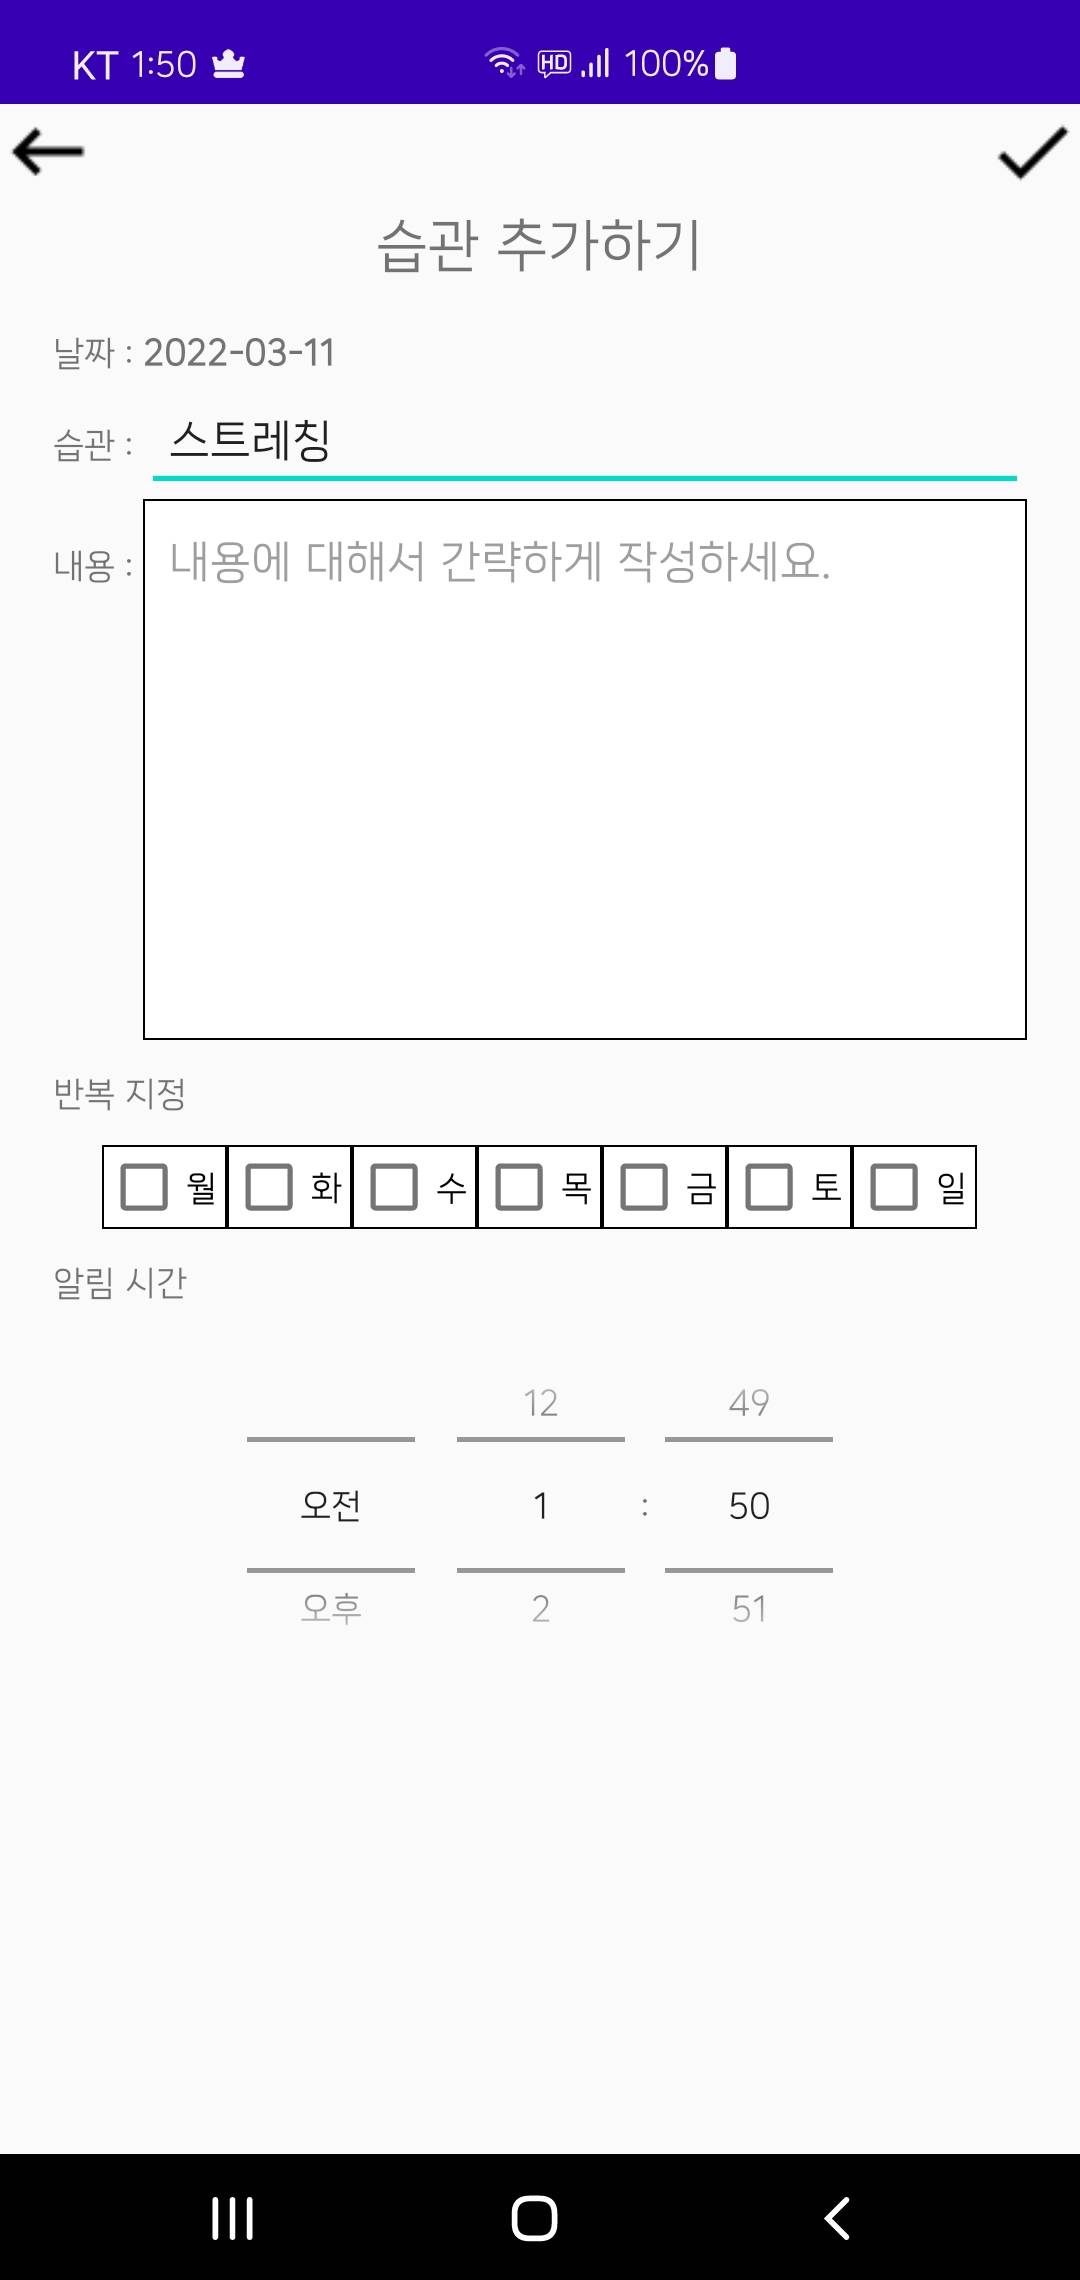 KT 1:50 HD 100%
습관 추가하기
날짜 : 2022-03-11
습관 : 스트레칭
내용 : 내용에 대해서 간략하게 작성하세요.
반복 지정
월 화 수 목 금 토 일
알림 시간
12 49
오전 1 : 50
오후 2 51